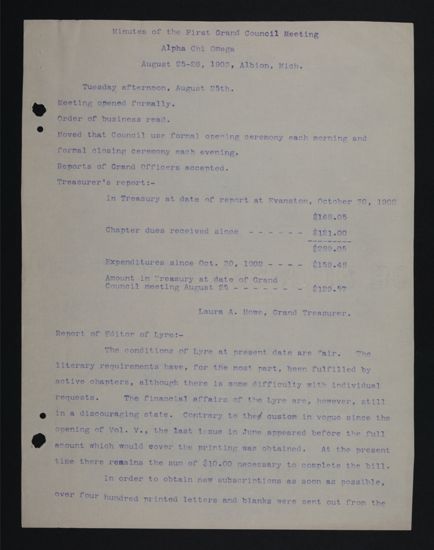 Minutes of the First Grand Council Meeting
Alpha Chi Omega
August 25-28, 1903, Albion, Mich.
Tuesday afternoon, August 25th.
Meeting opened formally.
Order of business read.
Moved that Council use formal opening ceremony each morning and
formal closing ceremony each evening.
Reports of Grand Officers accepted.
Treasurer's report:-
In Treasury at date of report at Evanston, October 30, 1902
$168.05
Chapter dues received since - - - - - - $121.00
$289.05
Expenditures since Oct. 30, 1902 - - - - $159.48
Amount in Treasury at date of Grand
Council meeting August 25 - - - - - - - $129.57
Laura A. Howe, Grand Treasurer.
Report of Editor of Lyre:-
The conditions of Lyre at present date are fair. The
literary requirements have, for the most part, been fulfilled by
active chapters, although there is some difficulty with individual
requests. The financial affairs of the Lyre are, however, still
in a discouraging state. Contrary to the custom in vogue since the
opening of Vol. V., the last issue in June appeared before the full
amount which would cover the printing was obtained. At the present
time there remains the sum of $10.00 necessary to complete the bill.
In order to obtain new subscriptions as soon as possible,
over four hundred printed letters and blanks were sent out from the